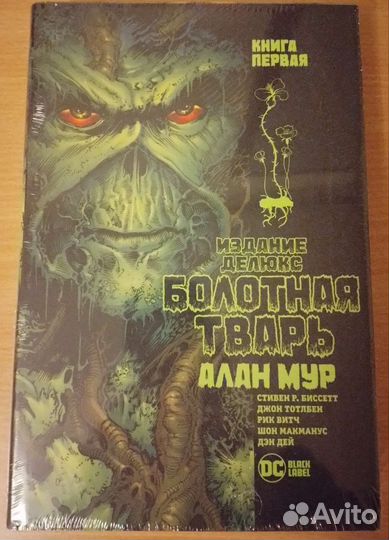 КНИГА
ПЕРВАЯ
ИЗДАНИЕ
ДЕЛЮКС
БОЛОТНАЯ
ТВАРЬ
АЛАН МУР
СТИВЕН Р. БИССЕТТ
ДЖОН ТОТЛБЕН
РИК ВИТЧ
ШОН МАКМАНУС
ДЭН ДЕЙ
DC BLACK
LABEL
Avito